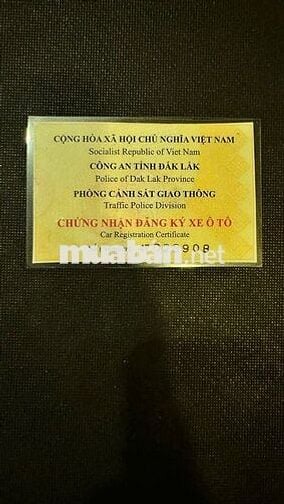 CỘNG HÒA XÃ HỘI CHỦ NGHĨA VIỆT NAM
Socialist Republic of Viet Nam
CÔNG AN TỈNH ĐẮK LẮK
Police of Dak Lak Province
PHÒNG CẢNH SÁT GIAO THÔNG
Traffic Police Division
CHỨNG NHẬN ĐĂNG KÝ XE Ô TÔ
Car Registration Certificate
muaban.net